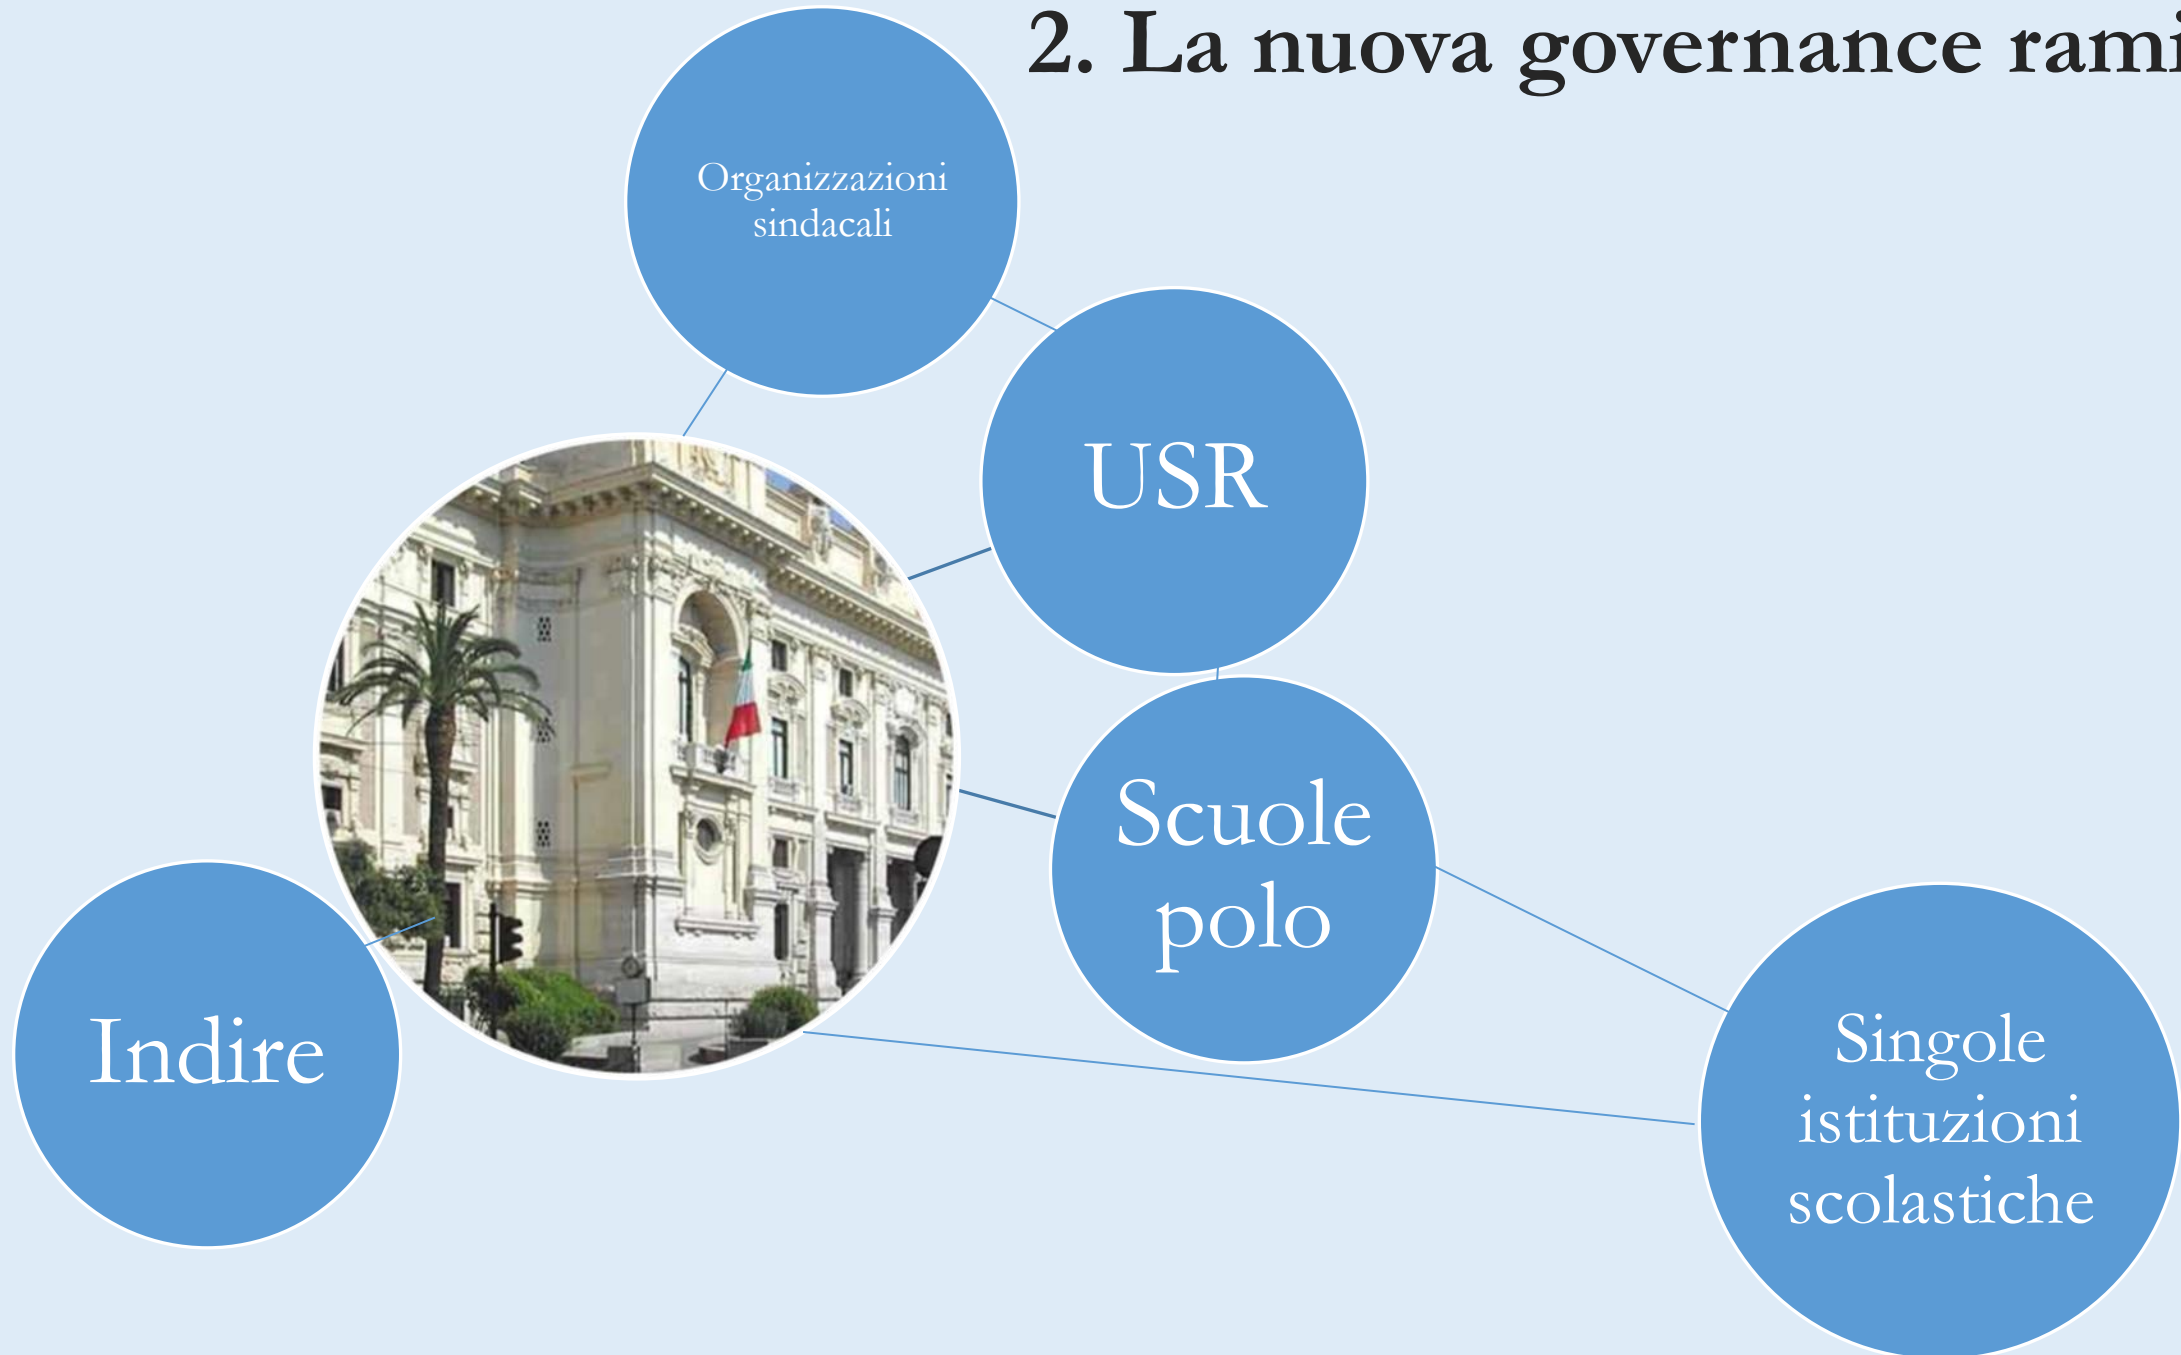 2. La nuova governance rami
Organizzazioni
sindacali
USR
Scuole
polo
Indire
Singole
istituzioni
scolastiche